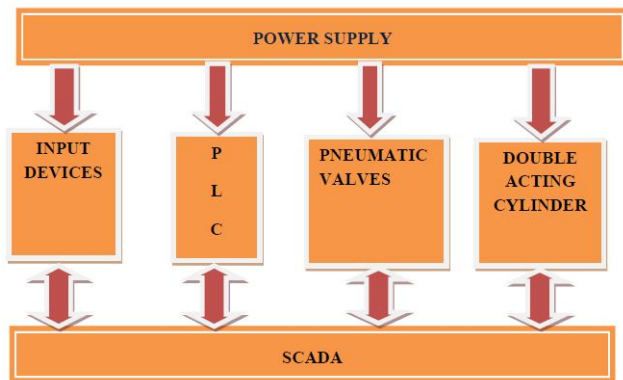 POWER SUPPLY
INPUT
DEVICES
P
L
C
PNEUMATIC
VALVES
DOUBLE
ACTING
CYLINDER
SCADA